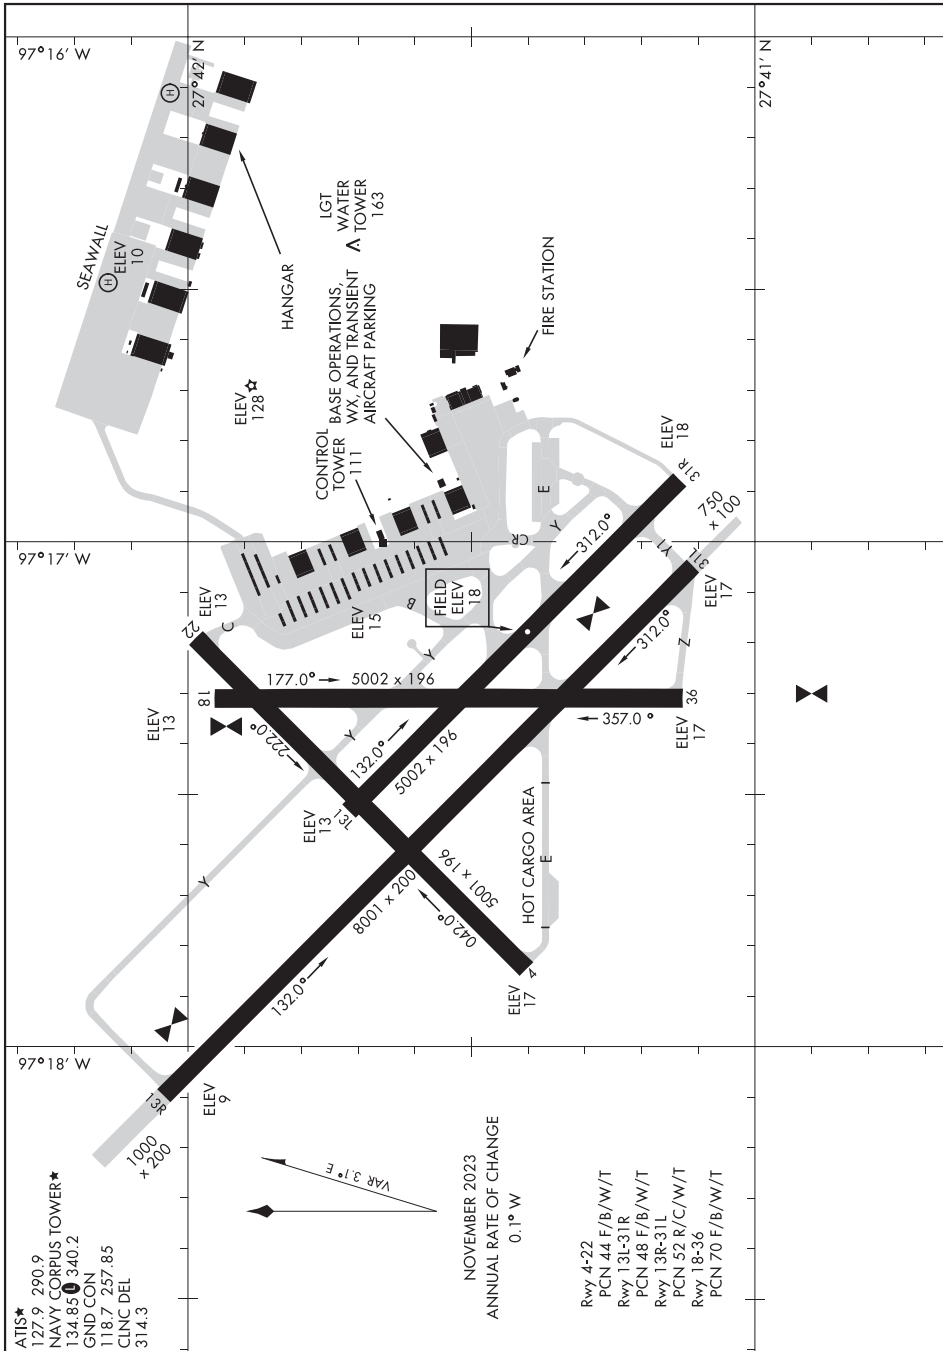 97°16' W
27°42' N
27°41' N
H
SEAWALL
H
ELEV
10
LGT
WATER
TOWER
163
HANGAR
FIRE STATION
BASE OPERATIONS,
WX, AND TRANSIENT
AIRCRAFT PARKING
ELEV
128
CONTROL
TOWER
111
ELEV
18
31R
750
x 100
E
Y
312.0°
97°17' W
CR
Y1
31L
ELEV
17
ELEV
13
22
C
B
FIELD
ELEV
18
ELEV
15
Y
312.0°
Z
177.0°
5002 x 196
18
36
ELEV
13
357.0 °
ELEV
17
222.0°
Y
132.0°
5002 x 196
ELEV
13
13L
HOT CARGO AREA
I
E
I
Y
5001 x 196
8001 x 200
042.0°
132.0°
4
ELEV
17
97°18' W
13R
ELEV
9
1000
x 200
VAR 3.1° E
NOVEMBER 2023
ANNUAL RATE OF CHANGE
0.1° W
ATIS★
127.9 290.9
NAVY CORPUS TOWER★
134.85 L 340.2
GND CON
118.7 257.85
CLNC DEL
314.3
Rwy 4-22
PCN 44 F/B/W/T
Rwy 13L-31R
PCN 48 F/B/W/T
Rwy 13R-31L
PCN 52 R/C/W/T
Rwy 18-36
PCN 70 F/B/W/T